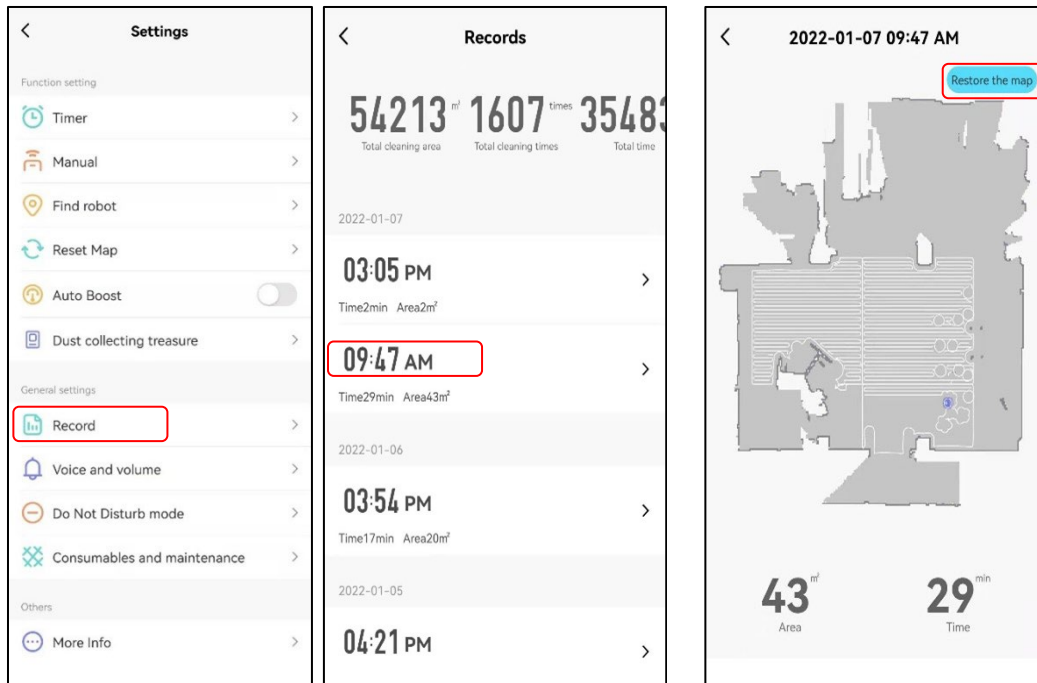 Settings
Function setting
Timer
Manual
Find robot
Reset Map
Auto Boost
Dust collecting treasure
General settings
Record
Voice and volume
Do Not Disturb mode
Consumables and maintenance
Others
More Info
Records
54213 m² 1607 times 35483
Total cleaning area Total cleaning times Total time
2022-01-07
03:05 PM
Time2min Area2m²
09:47 AM
Time29min Area43m²
2022-01-06
03:54 PM
Time17min Area20m²
2022-01-05
04:21 PM
2022-01-07 09:47 AM
Restore the map
43 m² 29 min
Area Time